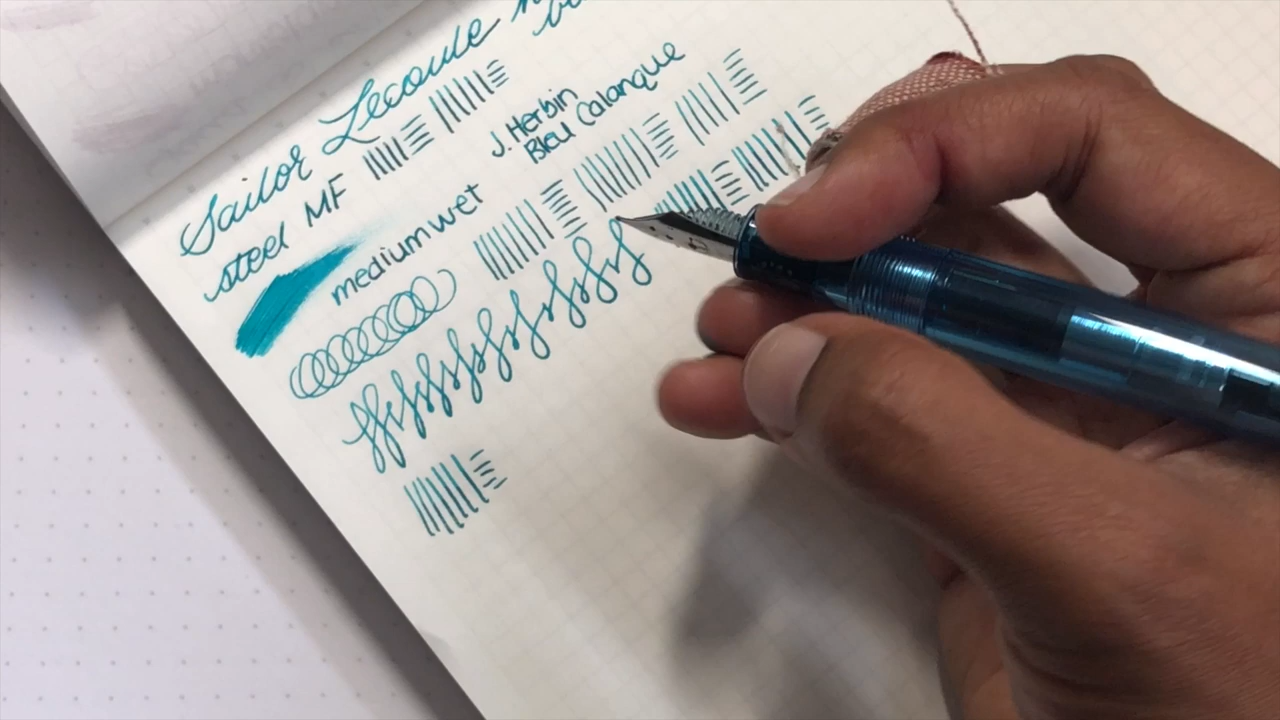 Sailor Lecoule
steel MF
J. Herbin
Bleu Calanque
medium wet